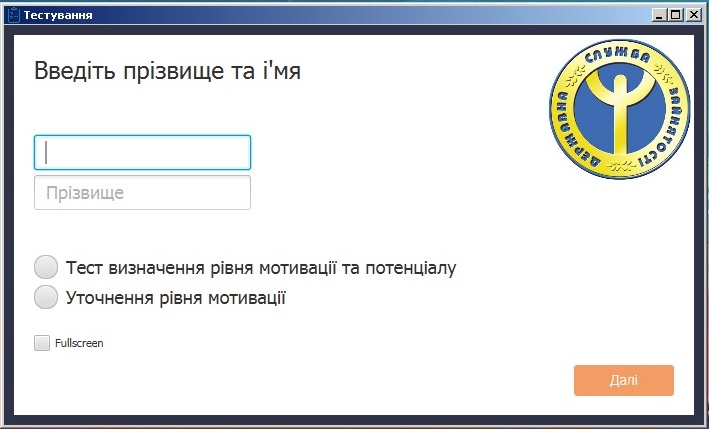 Тестування
Введіть прізвище та і'мя
ДЕРЖАВНА СЛУЖБА ЗАЙНЯТОСТІ
Прізвище
Тест визначення рівня мотивації та потенціалу
Уточнення рівня мотивації
Fullscreen
Далі